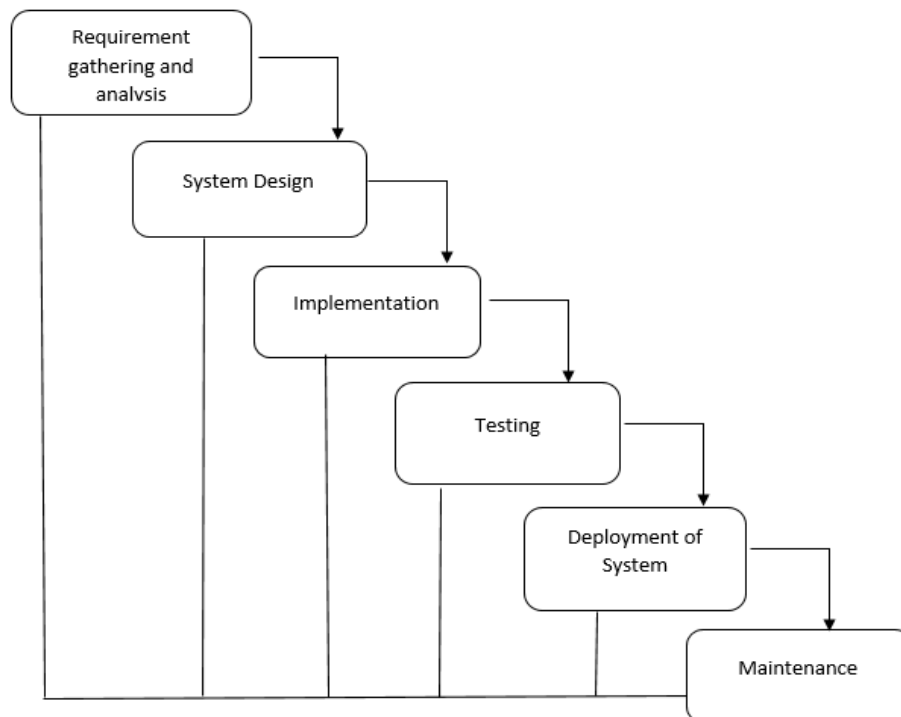 Requirement
gathering and
analvsis
System Design
Implementation
Testing
Deployment of
System
Maintenance